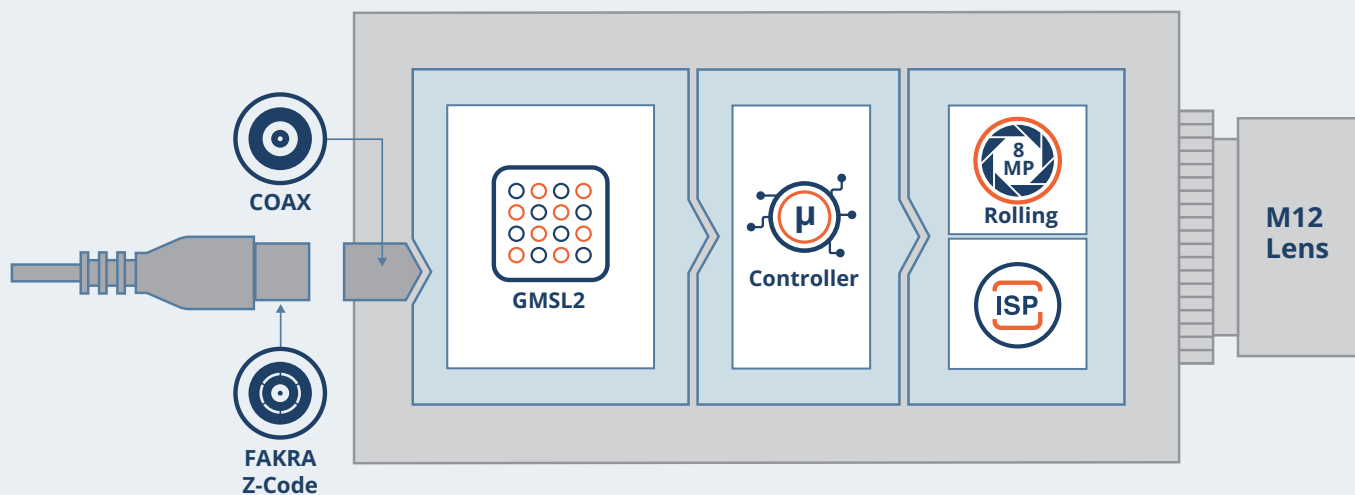 COAX
FAKRA
Z-Code
GMSL2
µ
Controller
8
MP
Rolling
ISP
M12
Lens